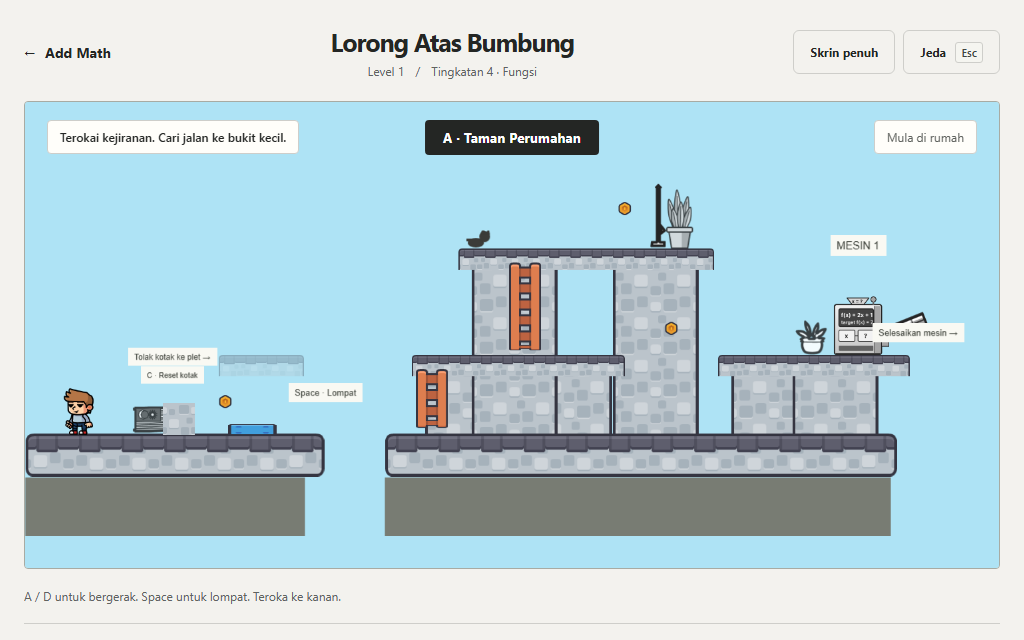 ← Add Math
Lorong Atas Bumbung
Level 1 / Tingkatan 4 · Fungsi
Skrin penuh
Jeda Esc
Terokai kejiranan. Cari jalan ke bukit kecil.
A · Taman Perumahan
Mula di rumah
MESIN 1
f(x) = 2x + 1
x
?
Selesaikan mesin →
Tolak kotak ke plet →
C · Reset kotak
Space · Lompat
A / D untuk bergerak. Space untuk lompat. Teroka ke kanan.